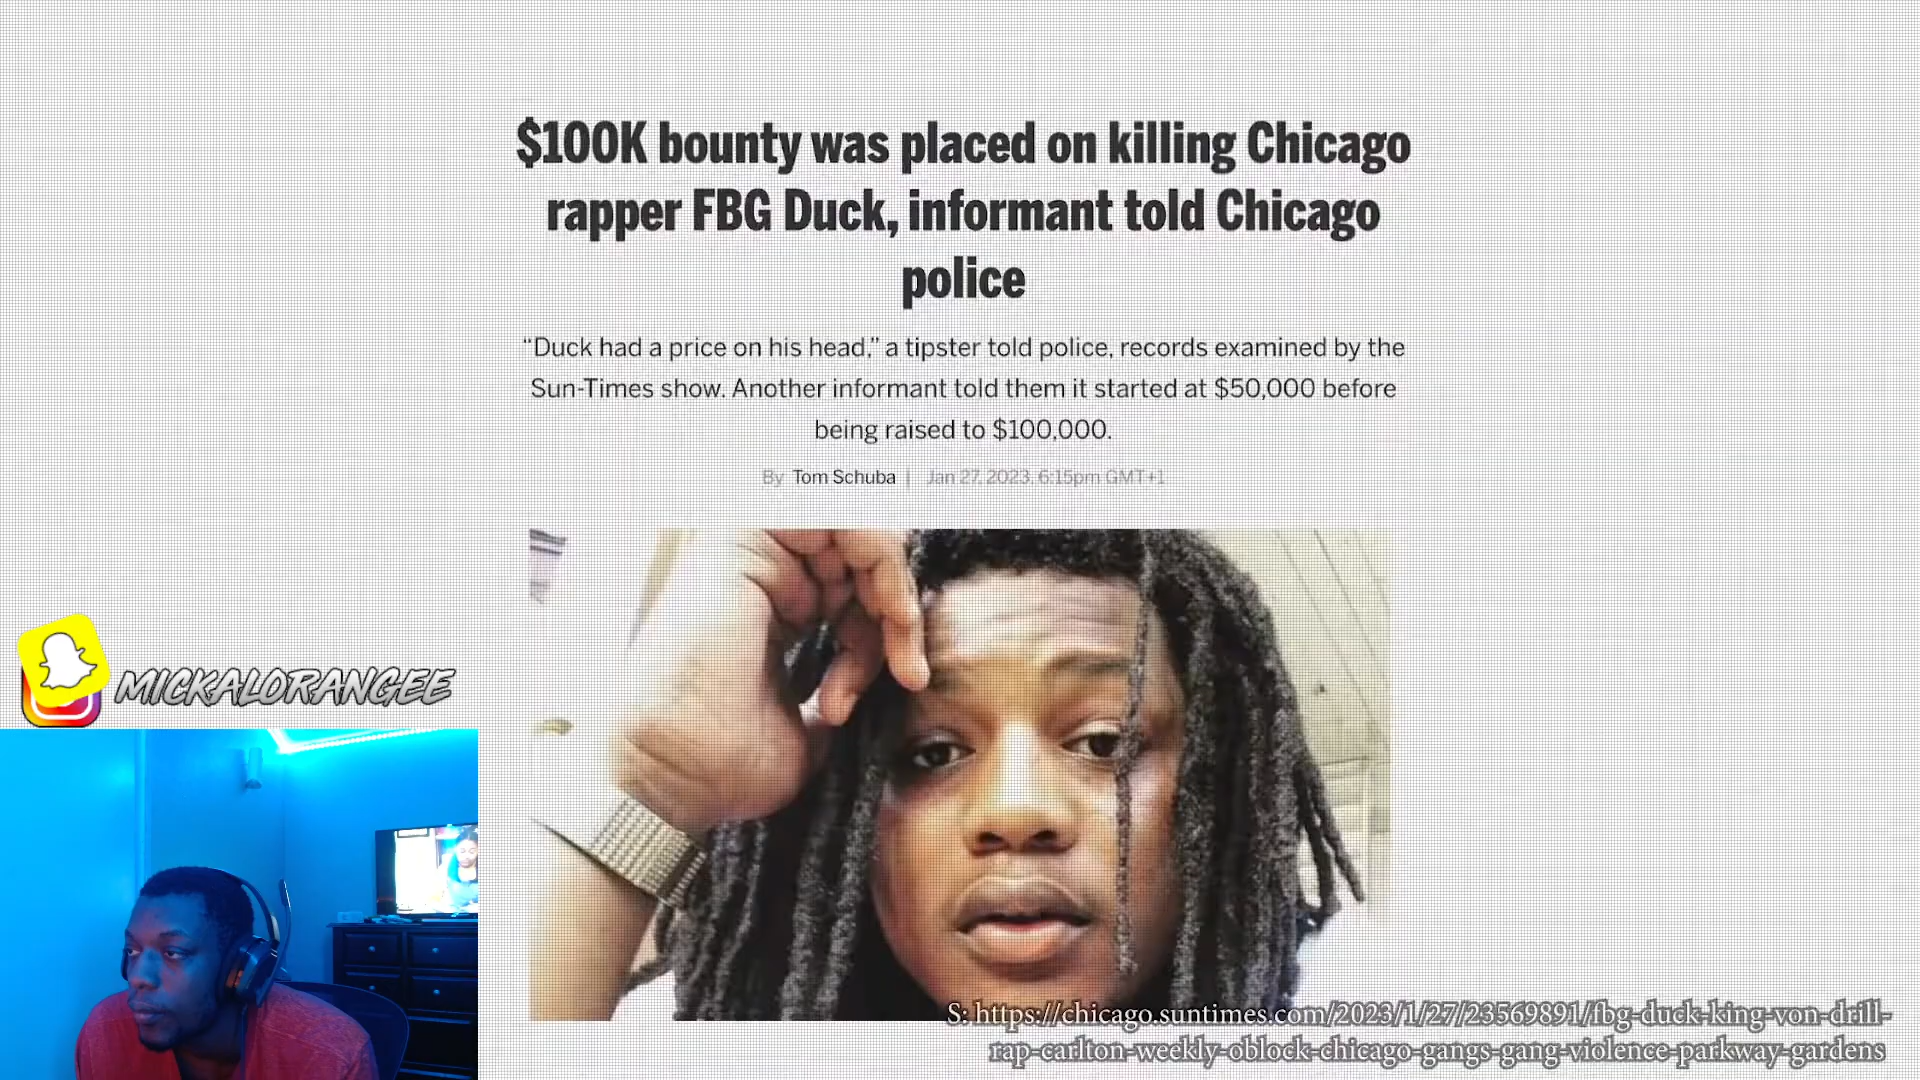 $100K bounty was placed on killing Chicago
rapper FBG Duck, informant told Chicago
police
“Duck had a price on his head,” a tipster told police, records examined by the
Sun-Times show. Another informant told them it started at $50,000 before
being raised to $100,000.
By Tom Schuba | Jan 27, 2023, 6:15pm GMT+1
MICKALORANGEE
S: https://chicago.suntimes.com/2023/1/27/23569891/fbg-duck-king-von-drill-
rap-carlton-weekly-oblock-chicago-gangs-gang-violence-parkway-gardens